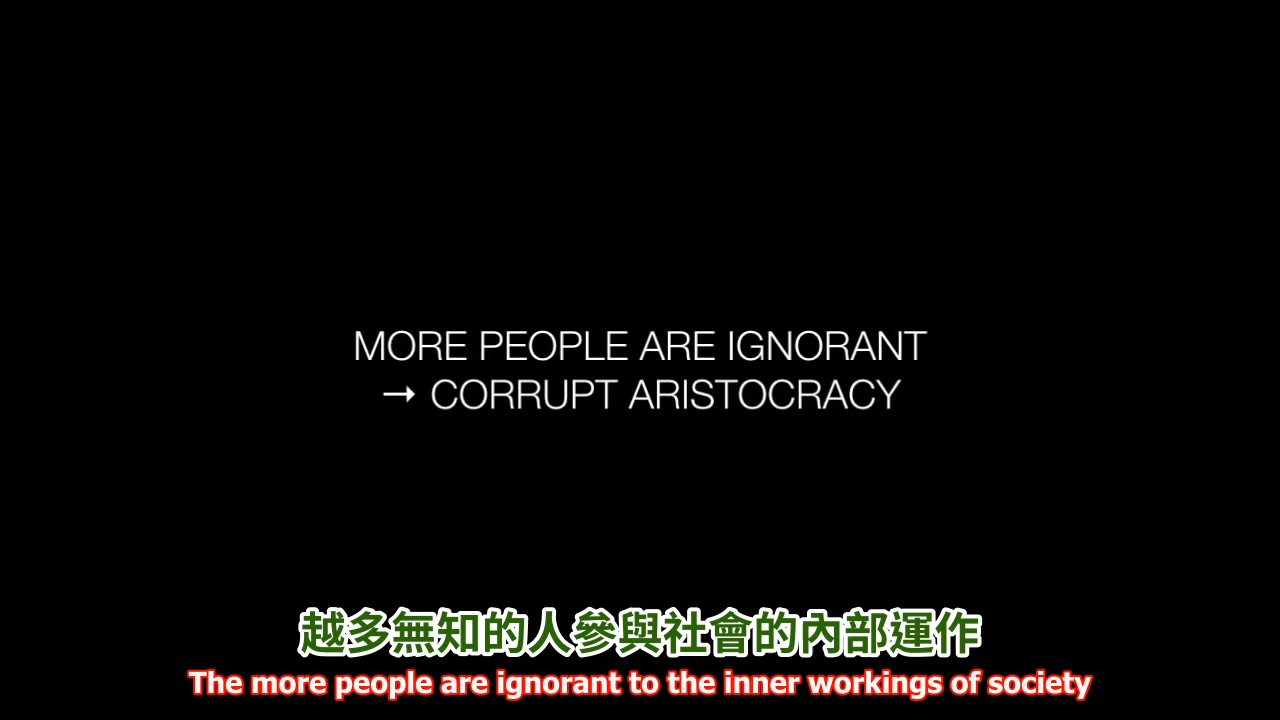 MORE PEOPLE ARE IGNORANT
→ CORRUPT ARISTOCRACY
越多無知的人參與社會的內部運作
The more people are ignorant to the inner workings of society